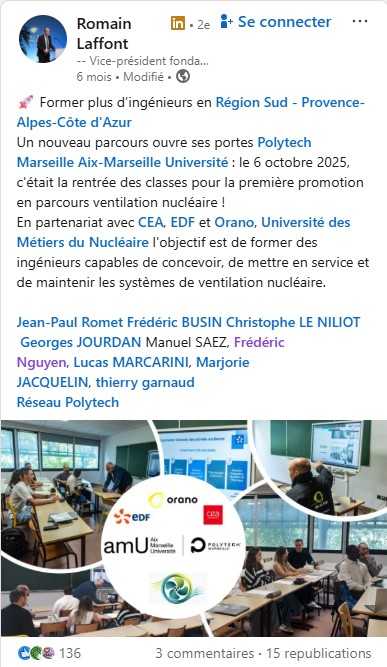 Romain
Laffont
in • 2e
Se connecter
-- Vice-président fonda...
6 mois • Modifié •
🚀 Former plus d'ingénieurs en Région Sud - Provence-
Alpes-Côte d'Azur
Un nouveau parcours ouvre ses portes Polytech
Marseille Aix-Marseille Université : le 6 octobre 2025,
c'était la rentrée des classes pour la première promotion
en parcours ventilation nucléaire !
En partenariat avec CEA, EDF et Orano, Université des
Métiers du Nucléaire l'objectif est de former des
ingénieurs capables de concevoir, de mettre en service et
de maintenir les systèmes de ventilation nucléaire.
Jean-Paul Romet Frédéric BUSIN Christophe LE NILIOT
Georges JOURDAN Manuel SAEZ, Frédéric
Nguyen, Lucas MARCARINI, Marjorie
JACQUELIN, thierry garnaud
Réseau Polytech
orano
eDF
cea
amU Aix
Marseille
Université
POLYTECH
MARSEILLE
136
3 commentaires • 15 republications